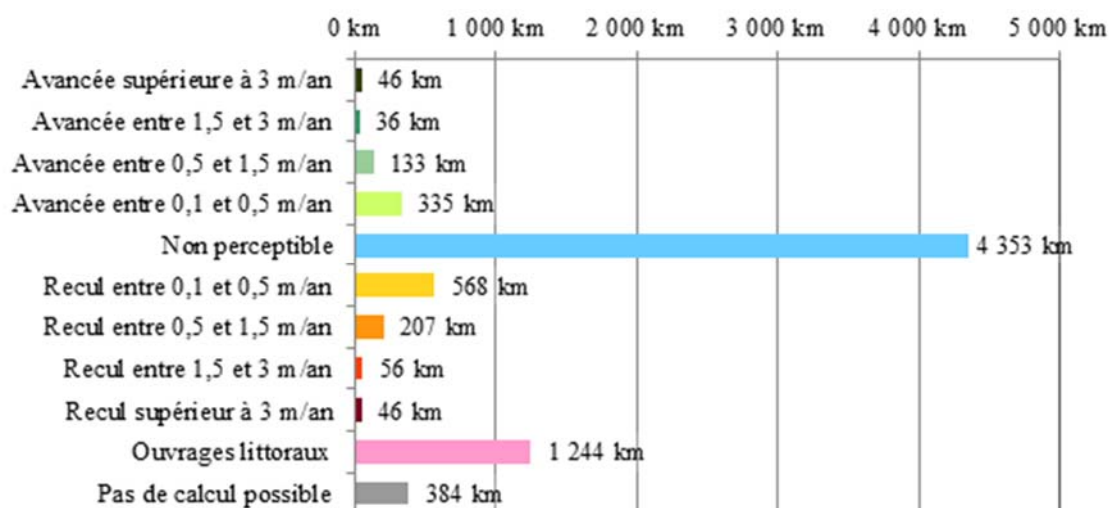 0 km 1 000 km 2 000 km 3 000 km 4 000 km 5 000 km
Avancée supérieure à 3 m/an 46 km
Avancée entre 1,5 et 3 m/an 36 km
Avancée entre 0,5 et 1,5 m/an 133 km
Avancée entre 0,1 et 0,5 m/an 335 km
Non perceptible 4 353 km
Recul entre 0,1 et 0,5 m/an 568 km
Recul entre 0,5 et 1,5 m/an 207 km
Recul entre 1,5 et 3 m/an 56 km
Recul supérieur à 3 m/an 46 km
Ouvrages littoraux 1 244 km
Pas de calcul possible 384 km